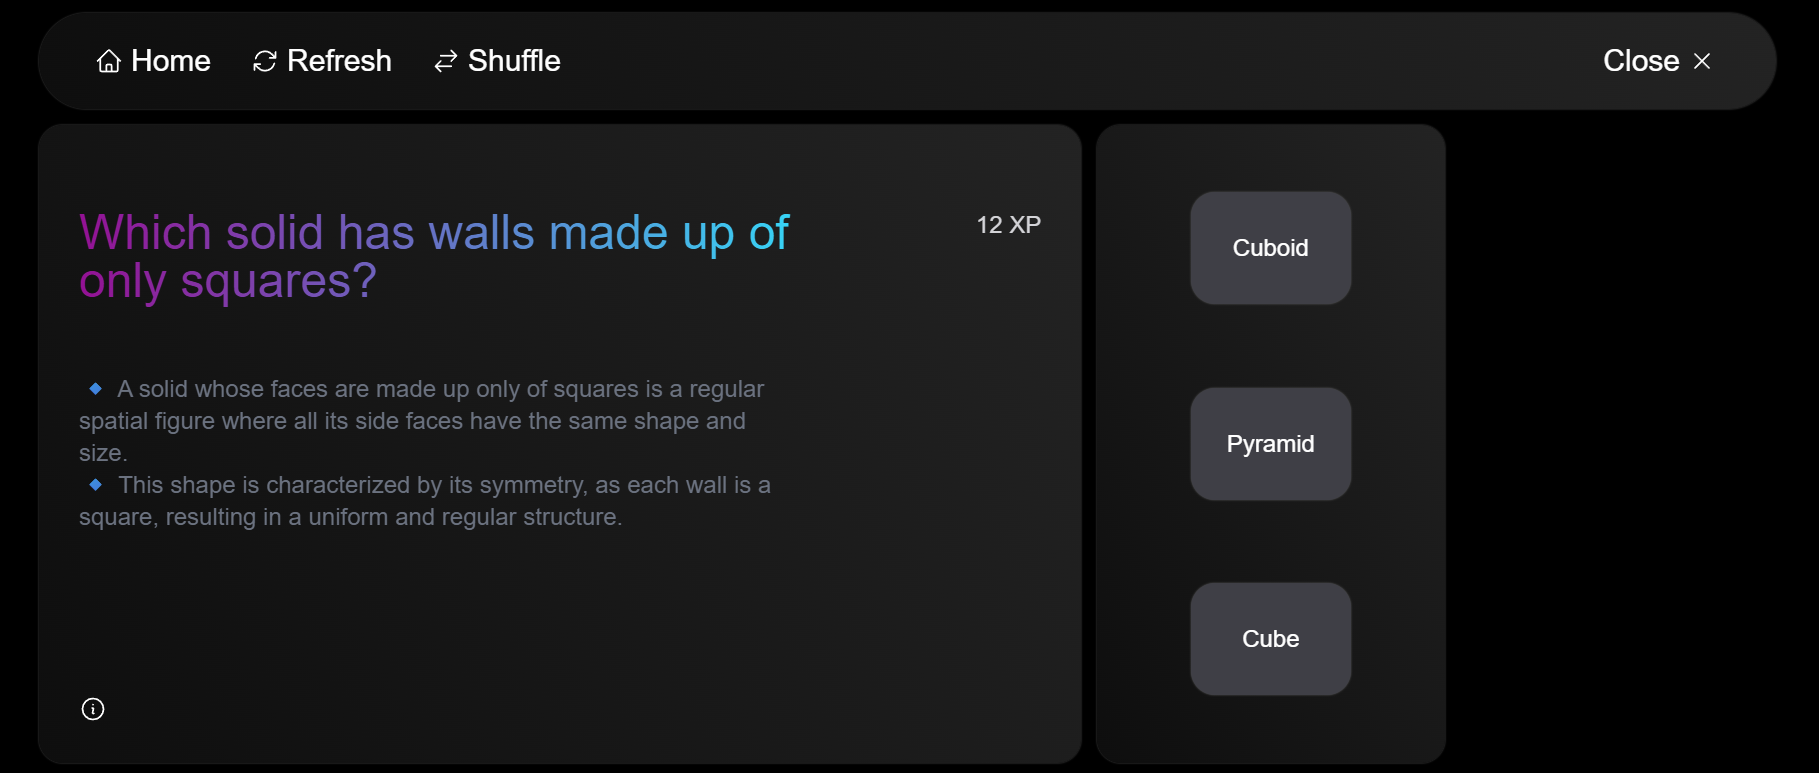 Home Refresh Shuffle Close
Which solid has walls made up of
only squares?
12 XP
A solid whose faces are made up only of squares is a regular
spatial figure where all its side faces have the same shape and
size.
This shape is characterized by its symmetry, as each wall is a
square, resulting in a uniform and regular structure.
Cuboid
Pyramid
Cube